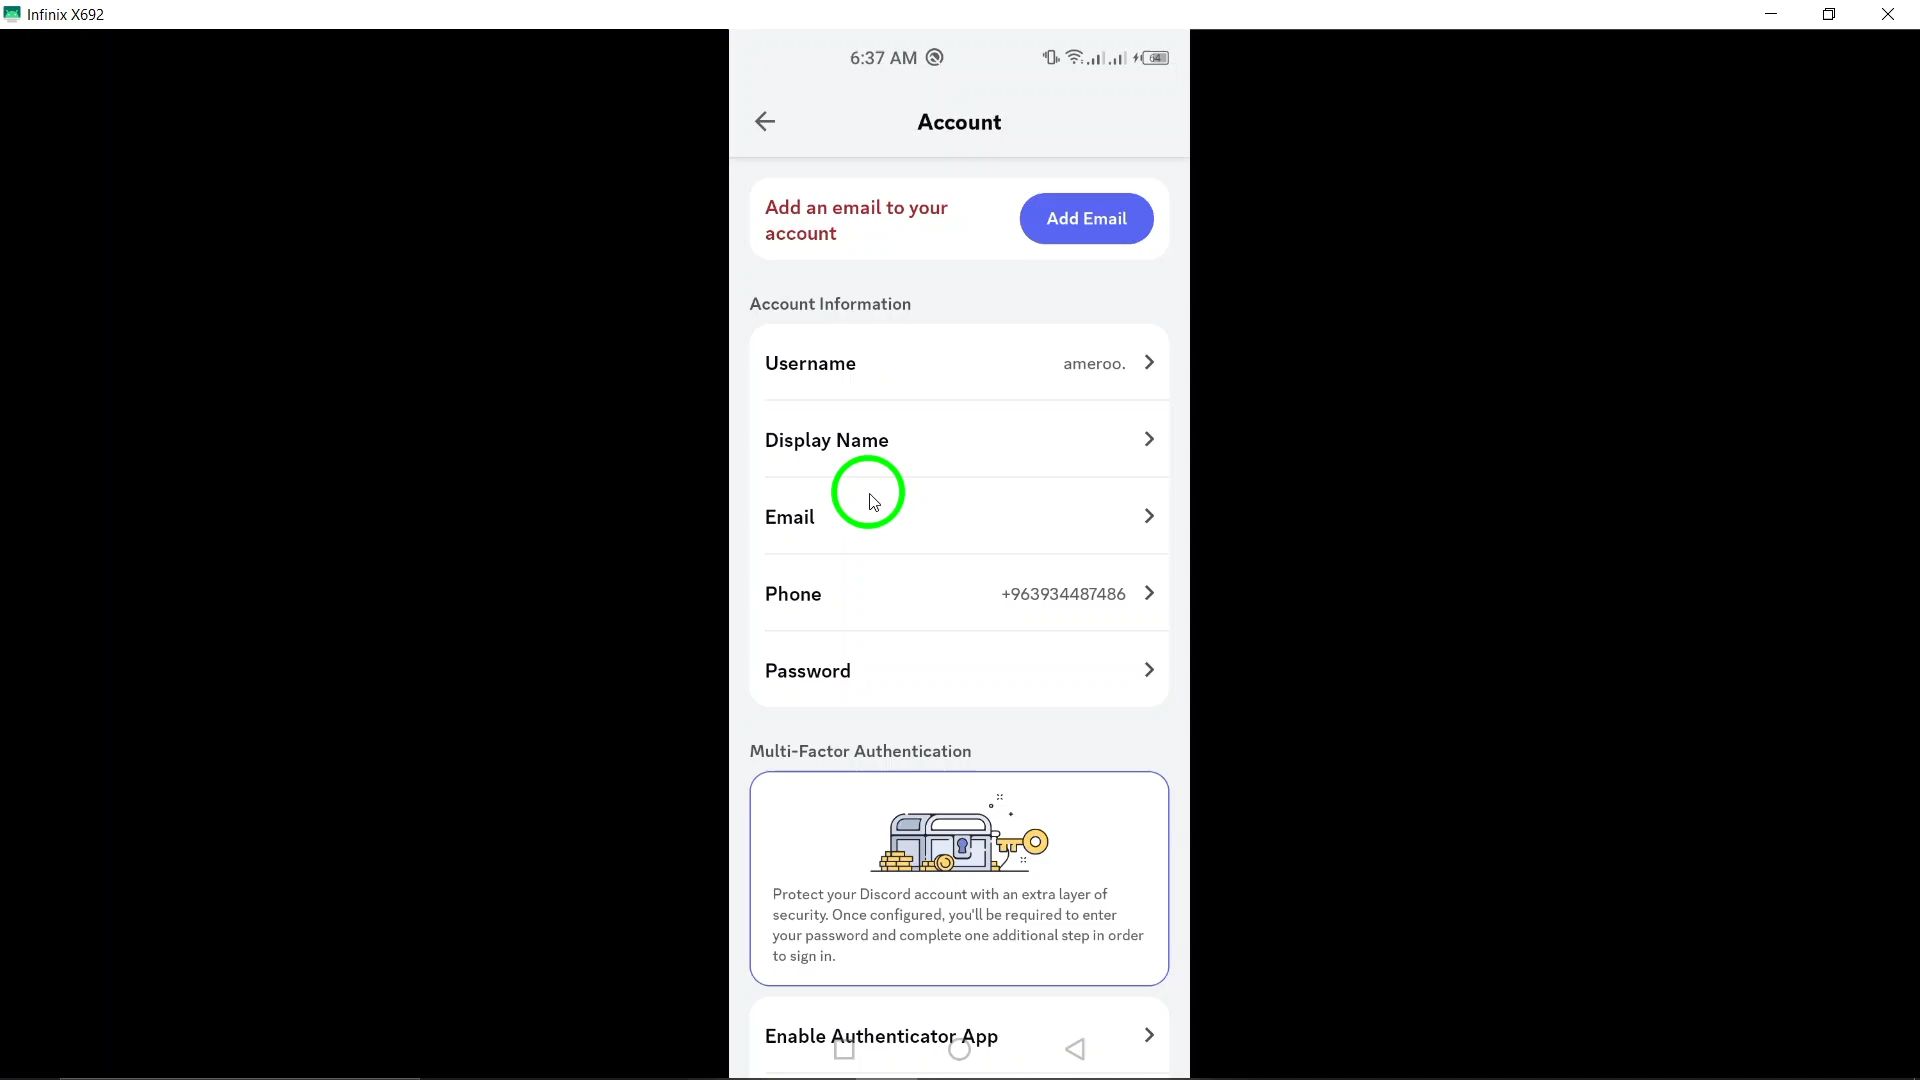 Infinix X692
6:37 AM
64
Account
Add an email to your
account
Add Email
Account Information
Username
ameroo.
Display Name
Email
Phone
+963934487486
Password
Multi-Factor Authentication
Protect your Discord account with an extra layer of
security. Once configured, you'll be required to enter
your password and complete one additional step in order
to sign in.
Enable Authenticator App